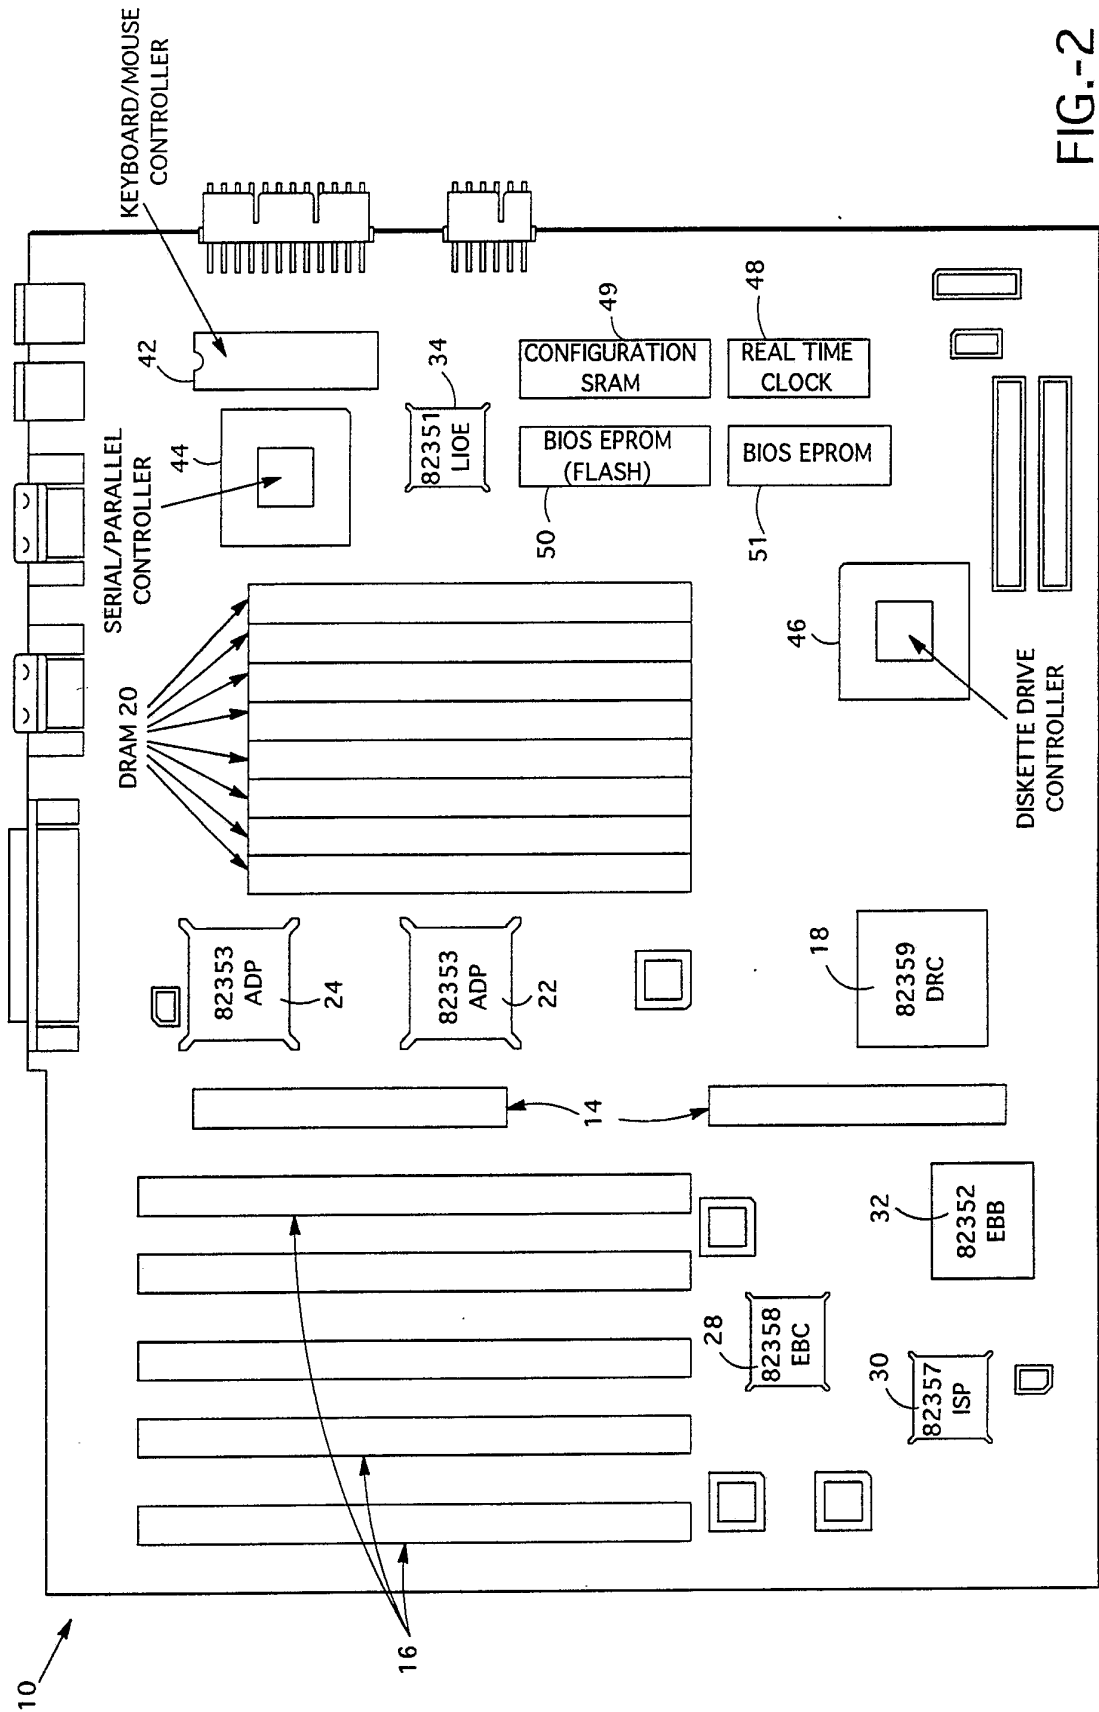 10
16
DRAM 20
SERIAL/PARALLEL
CONTROLLER
44
42
KEYBOARD/MOUSE
CONTROLLER
82353
ADP
24
82353
ADP
22
14
82351
LIOE
34
CONFIGURATION
SRAM
49
REAL TIME
CLOCK
48
BIOS EPROM
(FLASH)
50
BIOS EPROM
51
46
DISKETTE DRIVE
CONTROLLER
18
82359
DRC
32
82352
EBB
28
82358
EBC
30
82357
ISP
FIG.-2